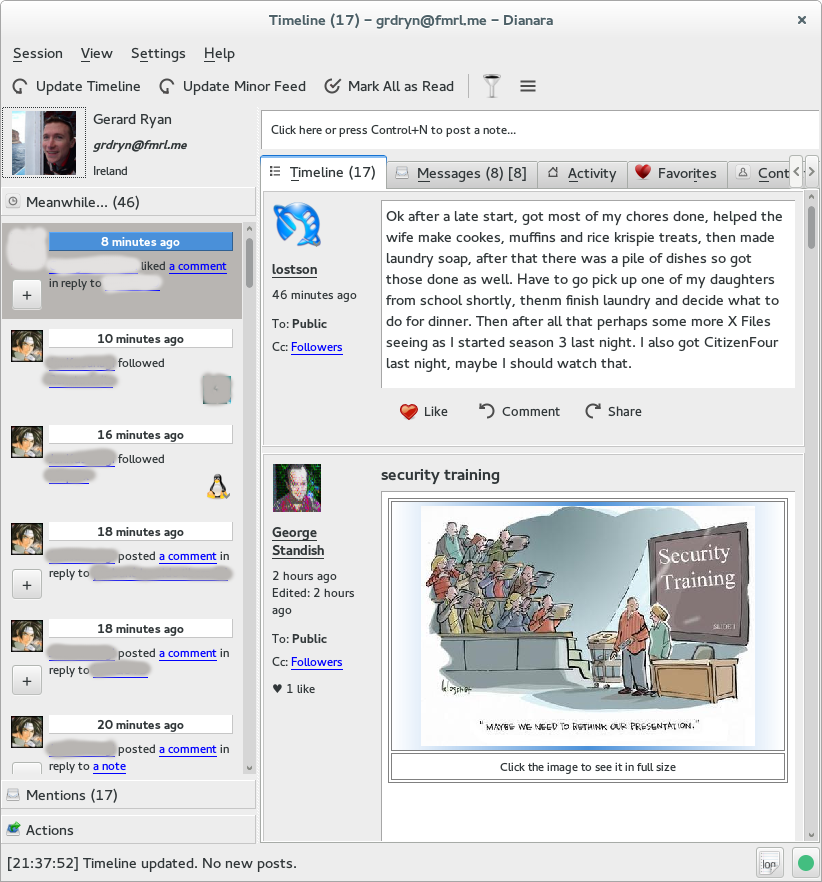 Timeline (17) – grdryn@fmrl.me – Dianara
Session View Settings Help
Update Timeline Update Minor Feed Mark All as Read
Gerard Ryan
grdryn@fmrl.me
Ireland
Meanwhile... (46)
8 minutes ago
liked a comment
in reply to
+
10 minutes ago
followed
16 minutes ago
followed
18 minutes ago
posted a comment in
reply to
+
18 minutes ago
posted a comment in
reply to
+
20 minutes ago
posted a comment in
reply to a note
Mentions (17)
Actions
Click here or press Control+N to post a note...
Timeline (17) Messages (8) [8] Activity Favorites Cont
lostson
46 minutes ago
To: Public
Cc: Followers
Ok after a late start, got most of my chores done, helped the
wife make cookes, muffins and rice krispie treats, then made
laundry soap, after that there was a pile of dishes so got
those done as well. Have to go pick up one of my daughters
from school shortly, thenm finish laundry and decide what to
do for dinner. Then after all that perhaps some more X Files
seeing as I started season 3 last night. I also got CitizenFour
last night, maybe I should watch that.
Like Comment Share
George
Standish
2 hours ago
Edited: 2 hours
ago
To: Public
Cc: Followers
♥ 1 like
security training
Security
Training
"MAYBE WE NEED TO RETHINK OUR PRESENTATION."
Click the image to see it in full size
[21:37:52] Timeline updated. No new posts.
log